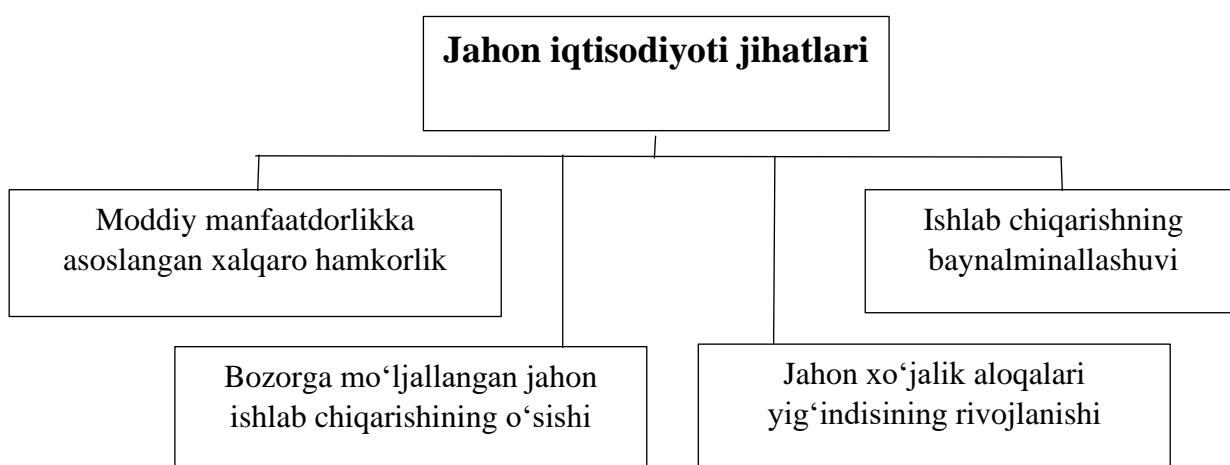 Jahon iqtisodiyoti jihatlari
Moddiy manfaatdorlikka
asoslangan xalqaro hamkorlik
Ishlab chiqarishning
baynalminallashuvi
Bozorga mo‘ljallangan jahon
ishlab chiqarishining o‘sishi
Jahon xo‘jalik aloqalari
yig‘indisining rivojlanishi